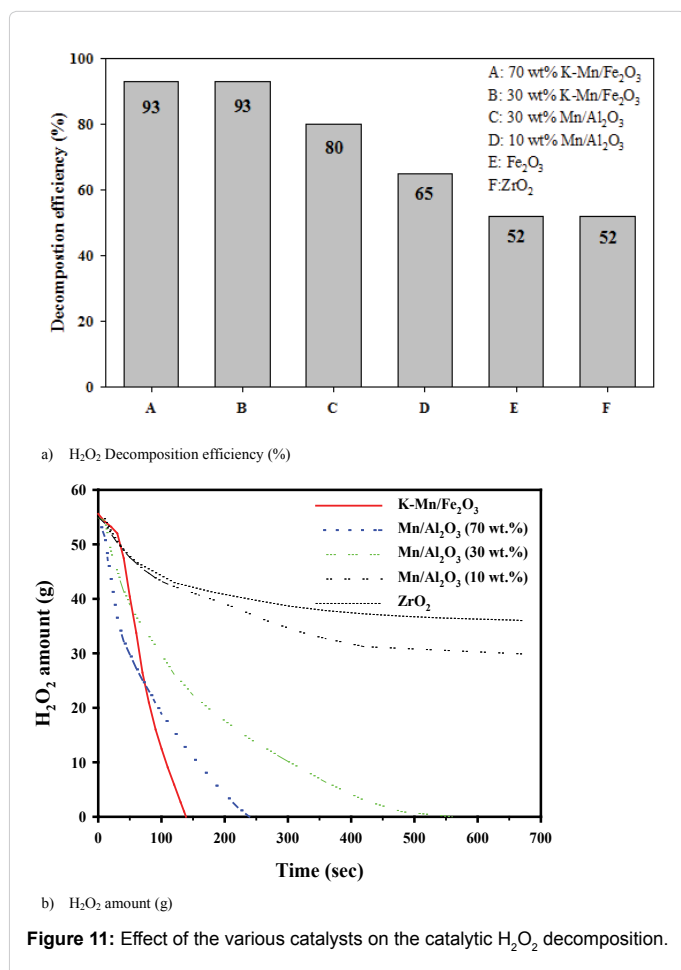 100
80
60
40
20
0
Decompostion efficiency (%)
93
93
80
65
52
52
A: 70 wt% K-Mn/Fe₂O₃
B: 30 wt% K-Mn/Fe₂O₃
C: 30 wt% Mn/Al₂O₃
D: 10 wt% Mn/Al₂O₃
E: Fe₂O₃
F:ZrO₂
A B C D E F
a) H₂O₂ Decomposition efficiency (%)
60
50
40
30
20
10
0
H₂O₂ amount (g)
K-Mn/Fe₂O₃
Mn/Al₂O₃ (70 wt.%)
Mn/Al₂O₃ (30 wt.%)
Mn/Al₂O₃ (10 wt.%)
ZrO₂
0 100 200 300 400 500 600 700
Time (sec)
b) H₂O₂ amount (g)
Figure 11: Effect of the various catalysts on the catalytic H₂O₂ decomposition.